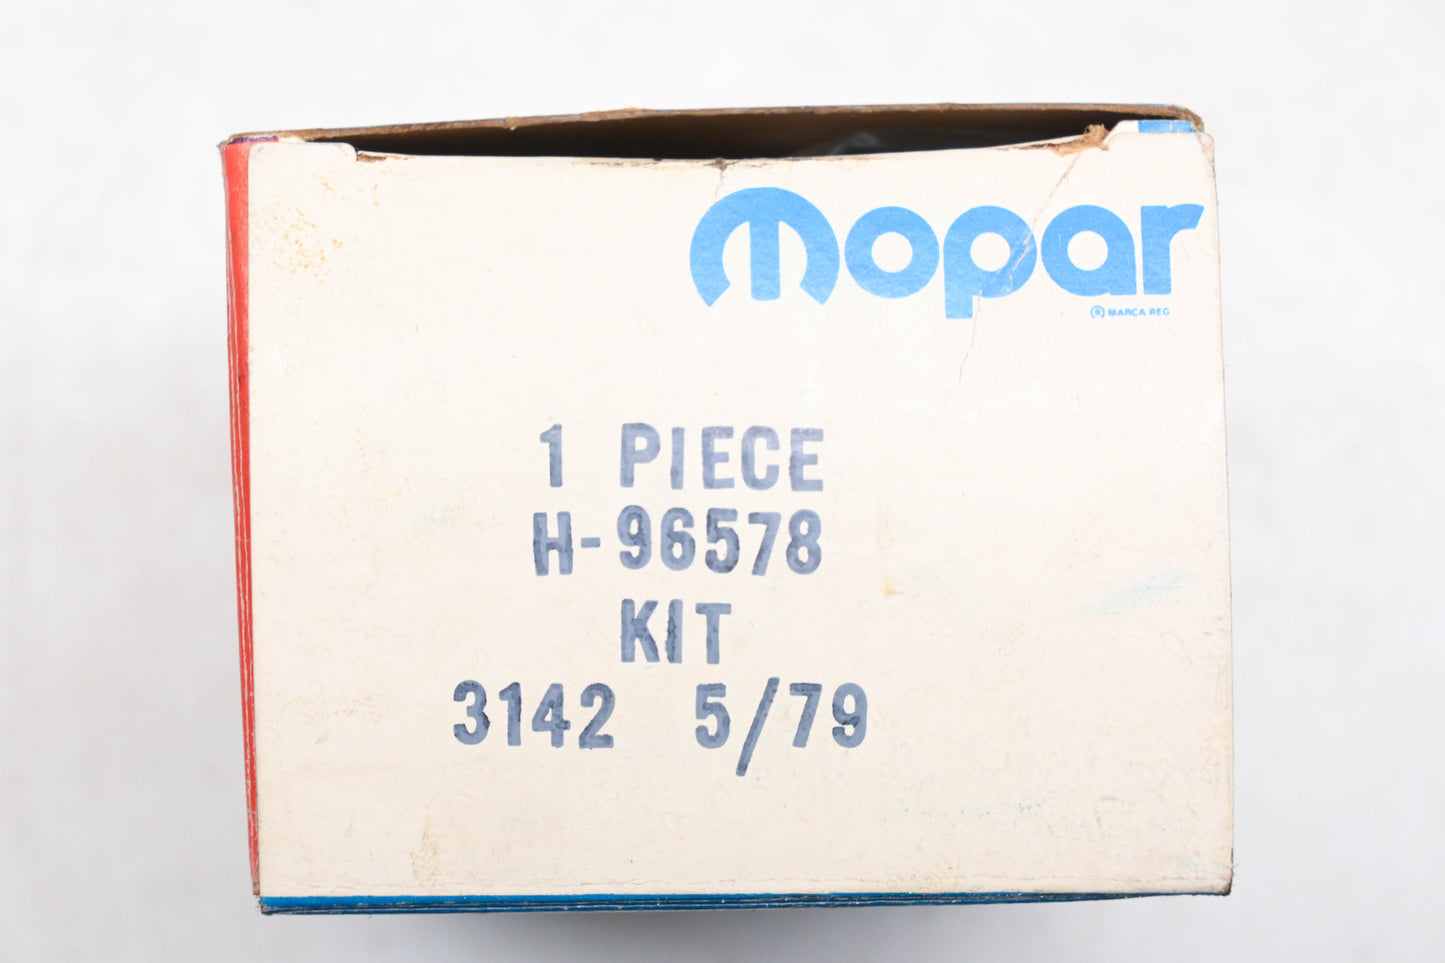 mopar
® MARCA REG
1 PIECE
H-96578
KIT
3142 5/79